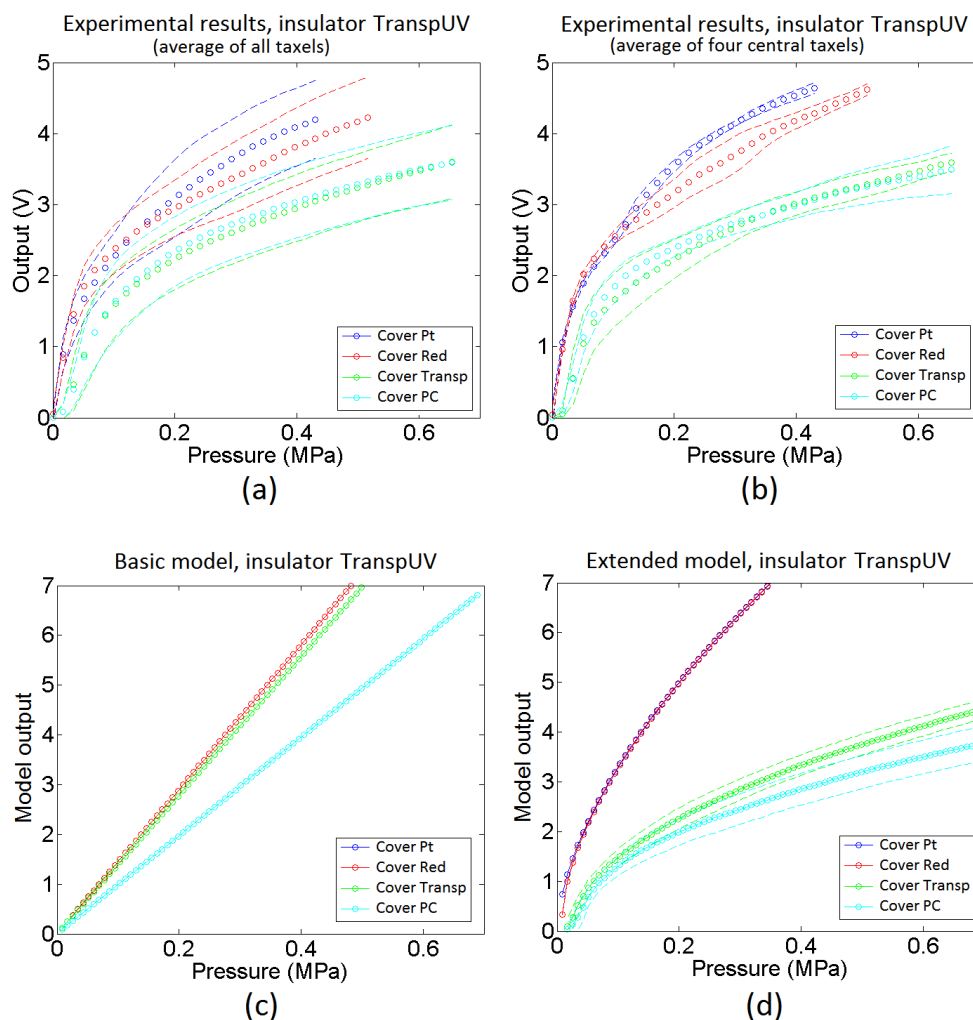 Experimental results, insulator TranspUV
(average of all taxels)
5
4
3
2
1
0
0
0.2
0.4
0.6
Output (V)
Pressure (MPa)
Cover Pt
Cover Red
Cover Transp
Cover PC
(a)
Experimental results, insulator TranspUV
(average of four central taxels)
5
4
3
2
1
0
0
0.2
0.4
0.6
Output (V)
Pressure (MPa)
Cover Pt
Cover Red
Cover Transp
Cover PC
(b)
Basic model, insulator TranspUV
7
6
5
4
3
2
1
0
0
0.2
0.4
0.6
Model output
Pressure (MPa)
Cover Pt
Cover Red
Cover Transp
Cover PC
(c)
Extended model, insulator TranspUV
7
6
5
4
3
2
1
0
0
0.2
0.4
0.6
Model output
Pressure (MPa)
Cover Pt
Cover Red
Cover Transp
Cover PC
(d)